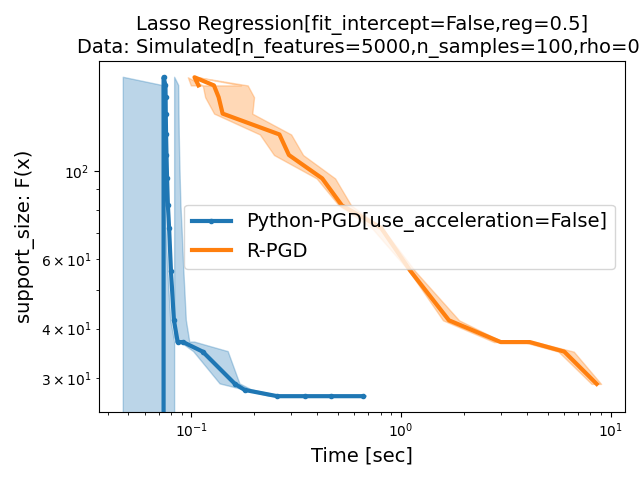 Lasso Regression[fit_intercept=False,reg=0.5]
Data: Simulated[n_features=5000,n_samples=100,rho=0
support_size: F(x)
10²
6 × 10¹
4 × 10¹
3 × 10¹
Python-PGD[use_acceleration=False]
R-PGD
10⁻¹
10⁰
10¹
Time [sec]